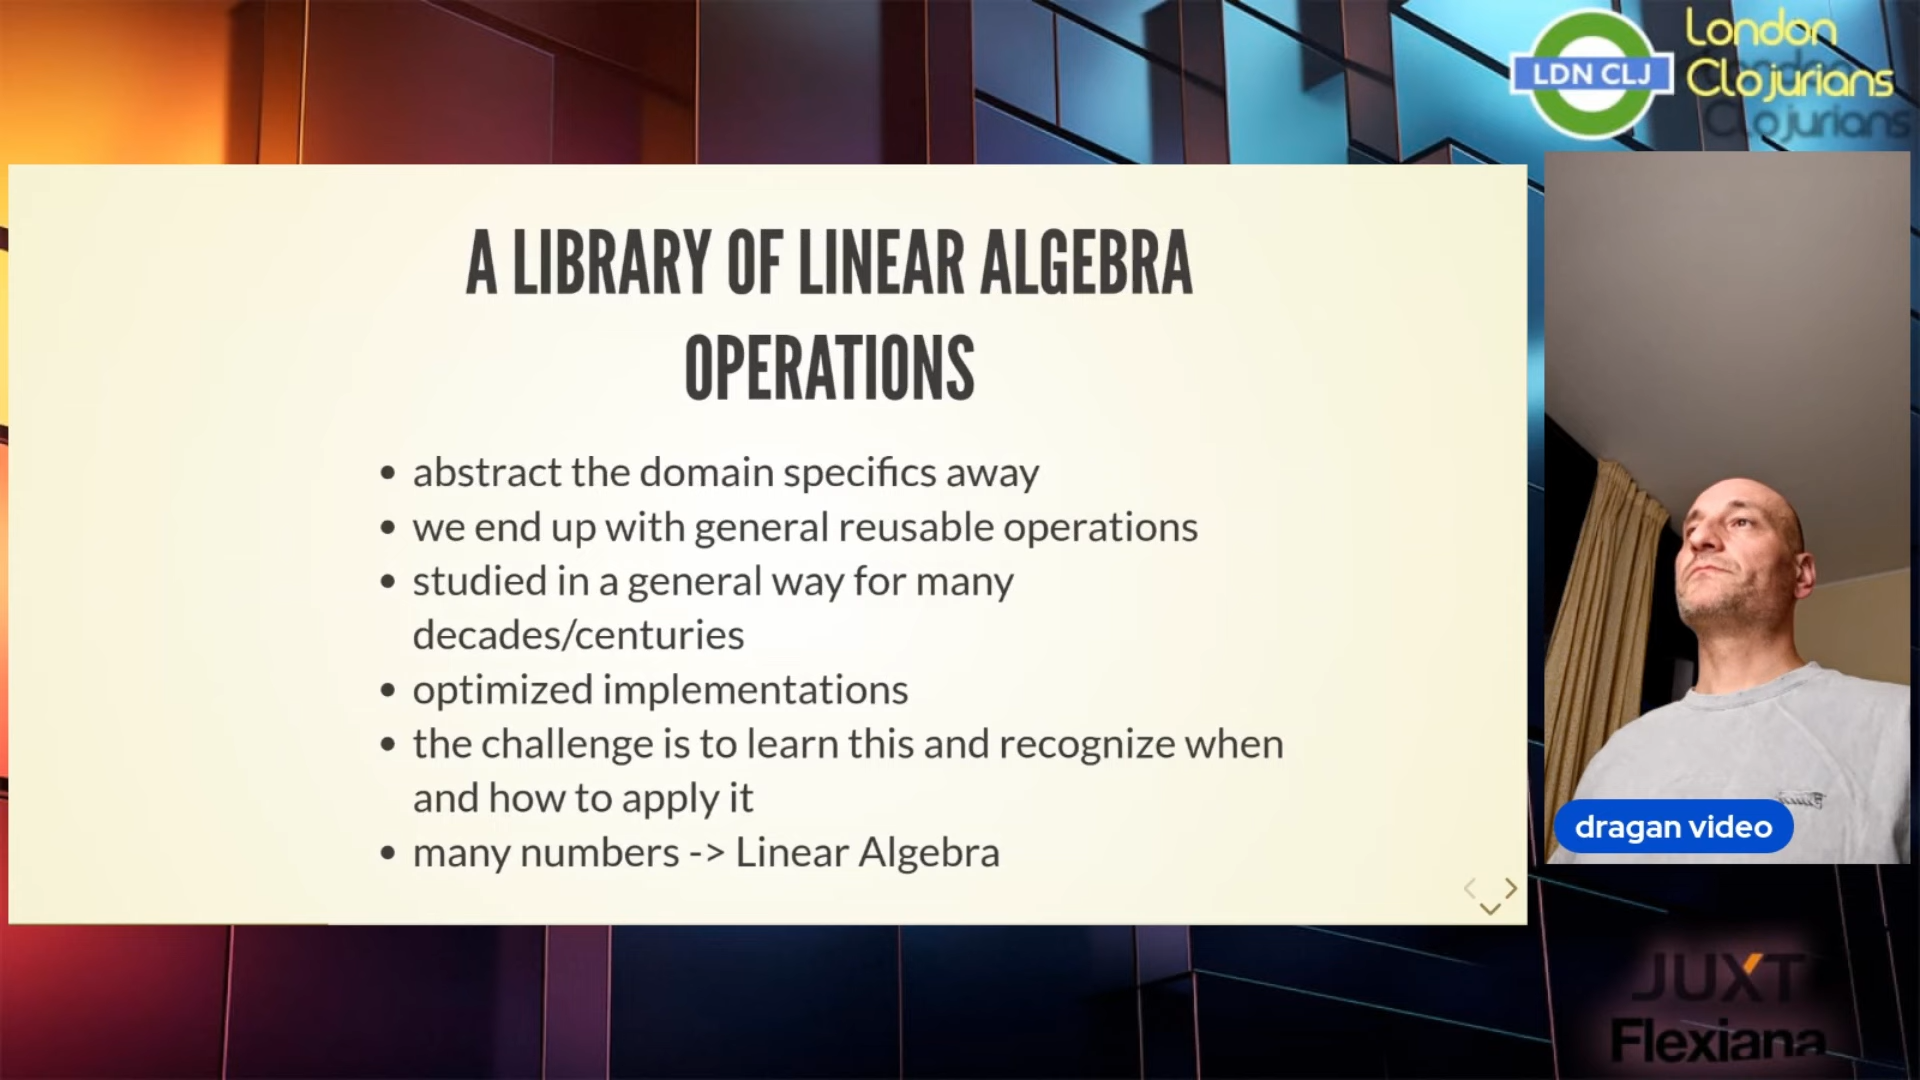 London
Clojurians
LDN CLJ
A LIBRARY OF LINEAR ALGEBRA
OPERATIONS
• abstract the domain specifics away
• we end up with general reusable operations
• studied in a general way for many
decades/centuries
• optimized implementations
• the challenge is to learn this and recognize when
and how to apply it
• many numbers -> Linear Algebra
dragan video
JUXT
Flexiana